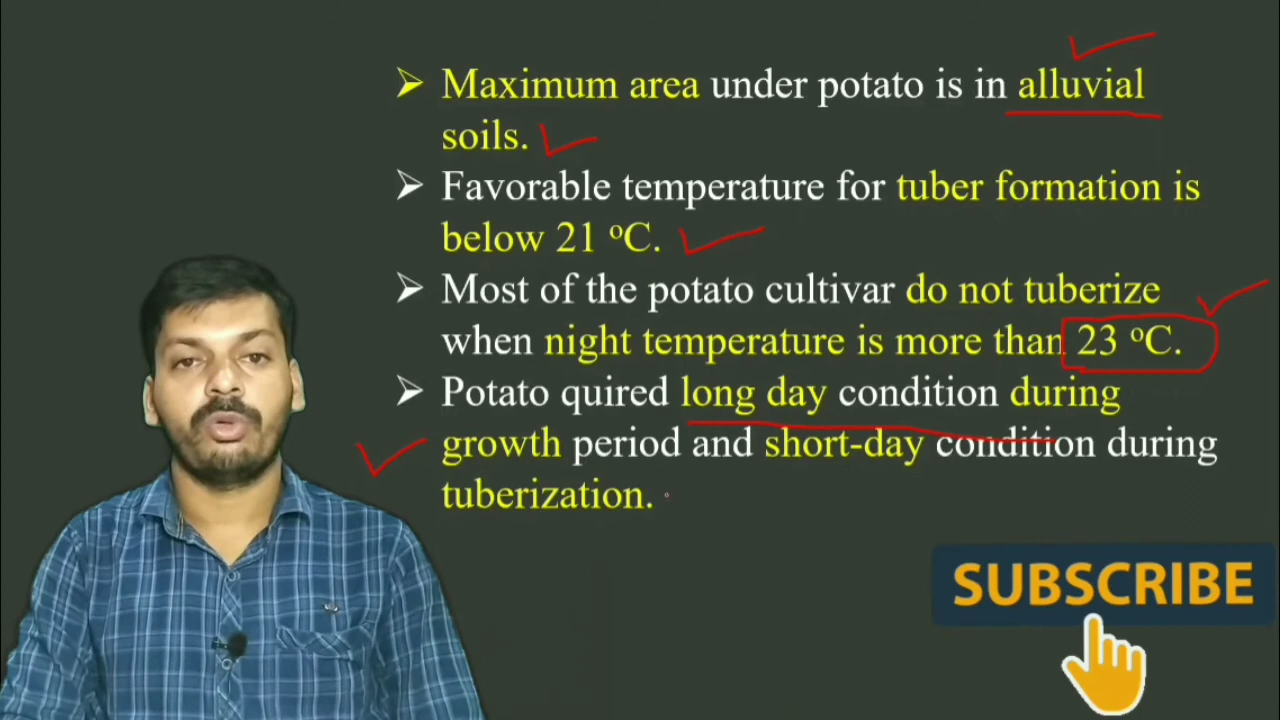 ➢ Maximum area under potato is in alluvial
soils.
➢ Favorable temperature for tuber formation is
below 21 ºC.
➢ Most of the potato cultivar do not tuberize
when night temperature is more than 23 ºC.
➢ Potato quired long day condition during
growth period and short-day condition during
tuberization.
SUBSCRIBE